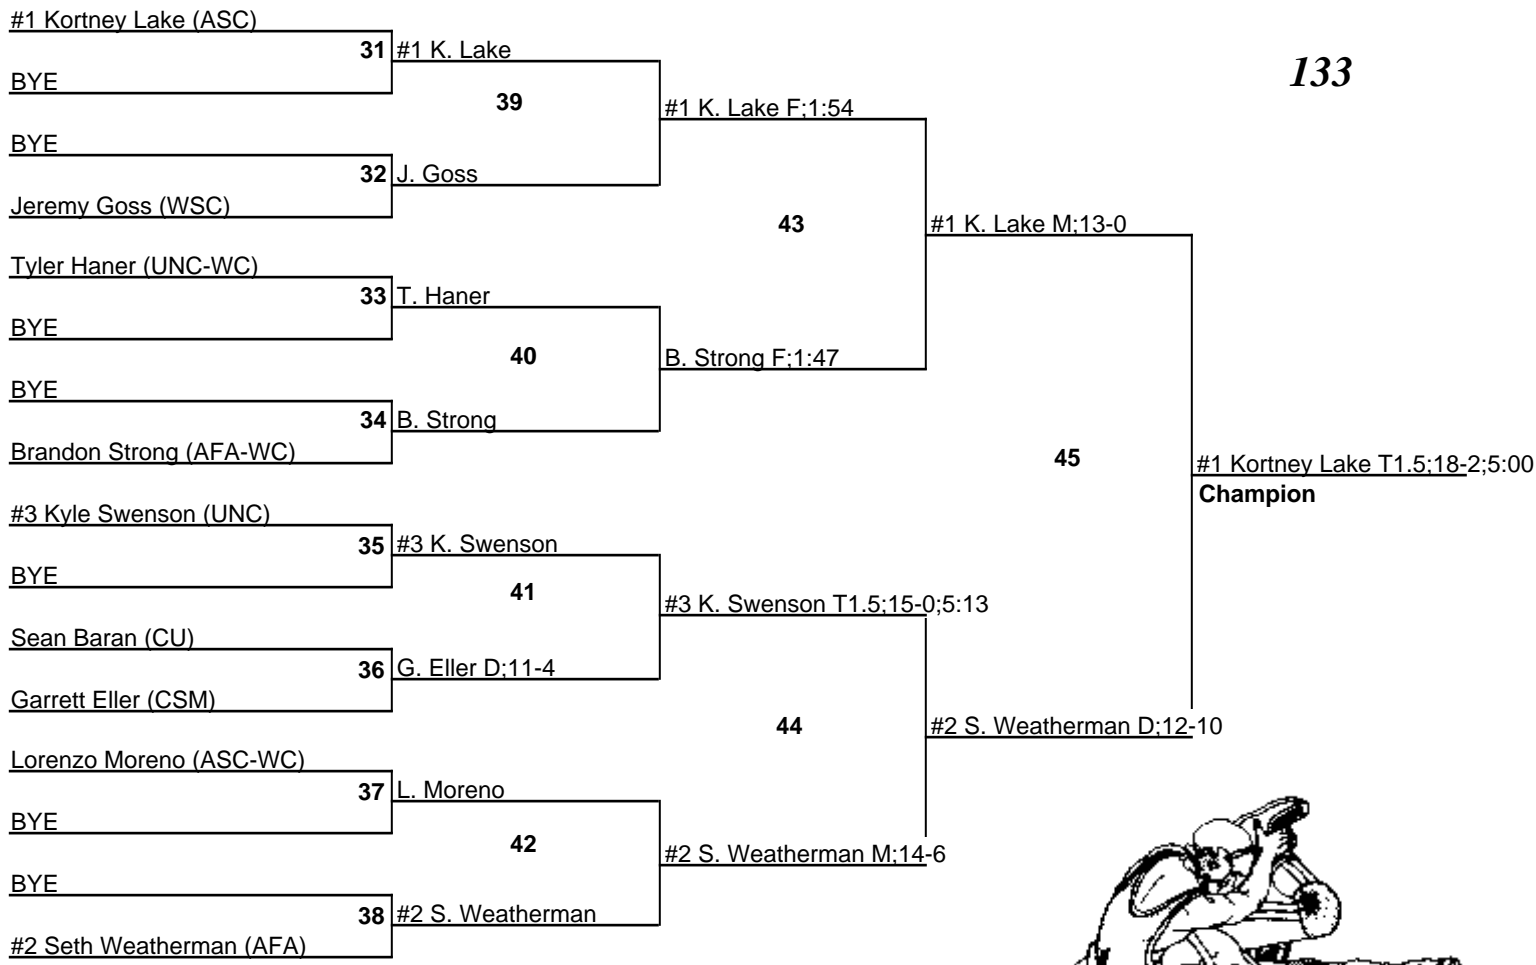 #1 Kortney Lake (ASC)
31 #1 K. Lake
133
BYE
39
#1 K. Lake F;1:54
BYE
32 J. Goss
Jeremy Goss (WSC)
43
#1 K. Lake M;13-0
Tyler Haner (UNC-WC)
33 T. Haner
BYE
40
B. Strong F;1:47
BYE
34 B. Strong
Brandon Strong (AFA-WC)
45
#1 Kortney Lake T1.5;18-2;5:00
Champion
#3 Kyle Swenson (UNC)
35 #3 K. Swenson
BYE
41
#3 K. Swenson T1.5;15-0;5:13
Sean Baran (CU)
36 G. Eller D;11-4
Garrett Eller (CSM)
44
#2 S. Weatherman D;12-10
Lorenzo Moreno (ASC-WC)
37 L. Moreno
BYE
42
#2 S. Weatherman M;14-6
BYE
38 #2 S. Weatherman
#2 Seth Weatherman (AFA)